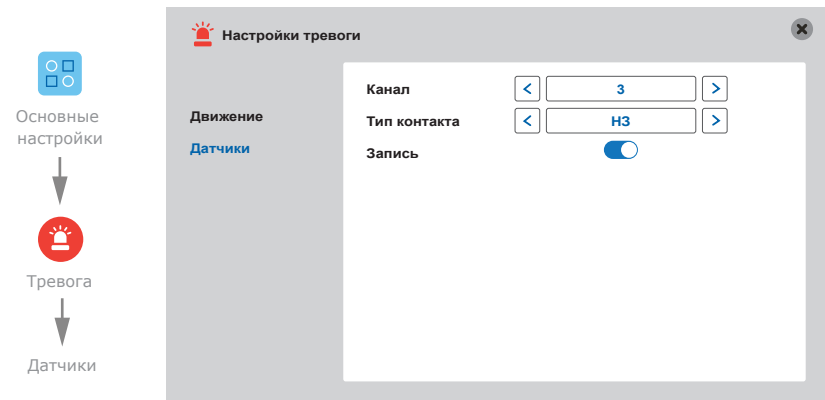 Основные
настройки
Тревога
Датчики
Настройки тревоги
Движение
Датчики
Канал
3
Тип контакта
НЗ
Запись